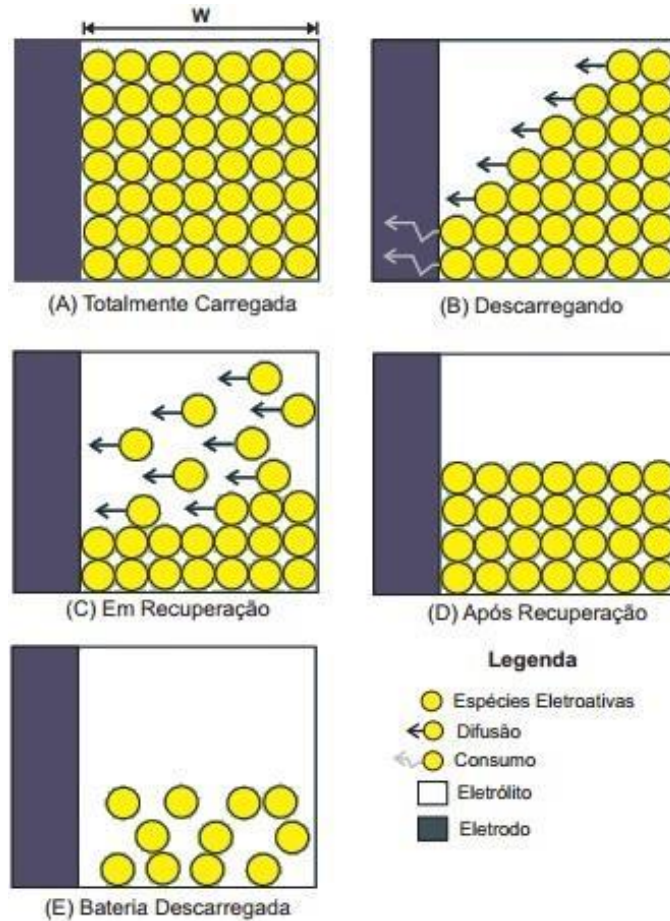 W
(A) Totalmente Carregada
(B) Descarregando
(C) Em Recuperação
(D) Após Recuperação
(E) Bateria Descarregada
Legenda
Espécies Eletroativas
Difusão
Consumo
Eletrólito
Eletrodo